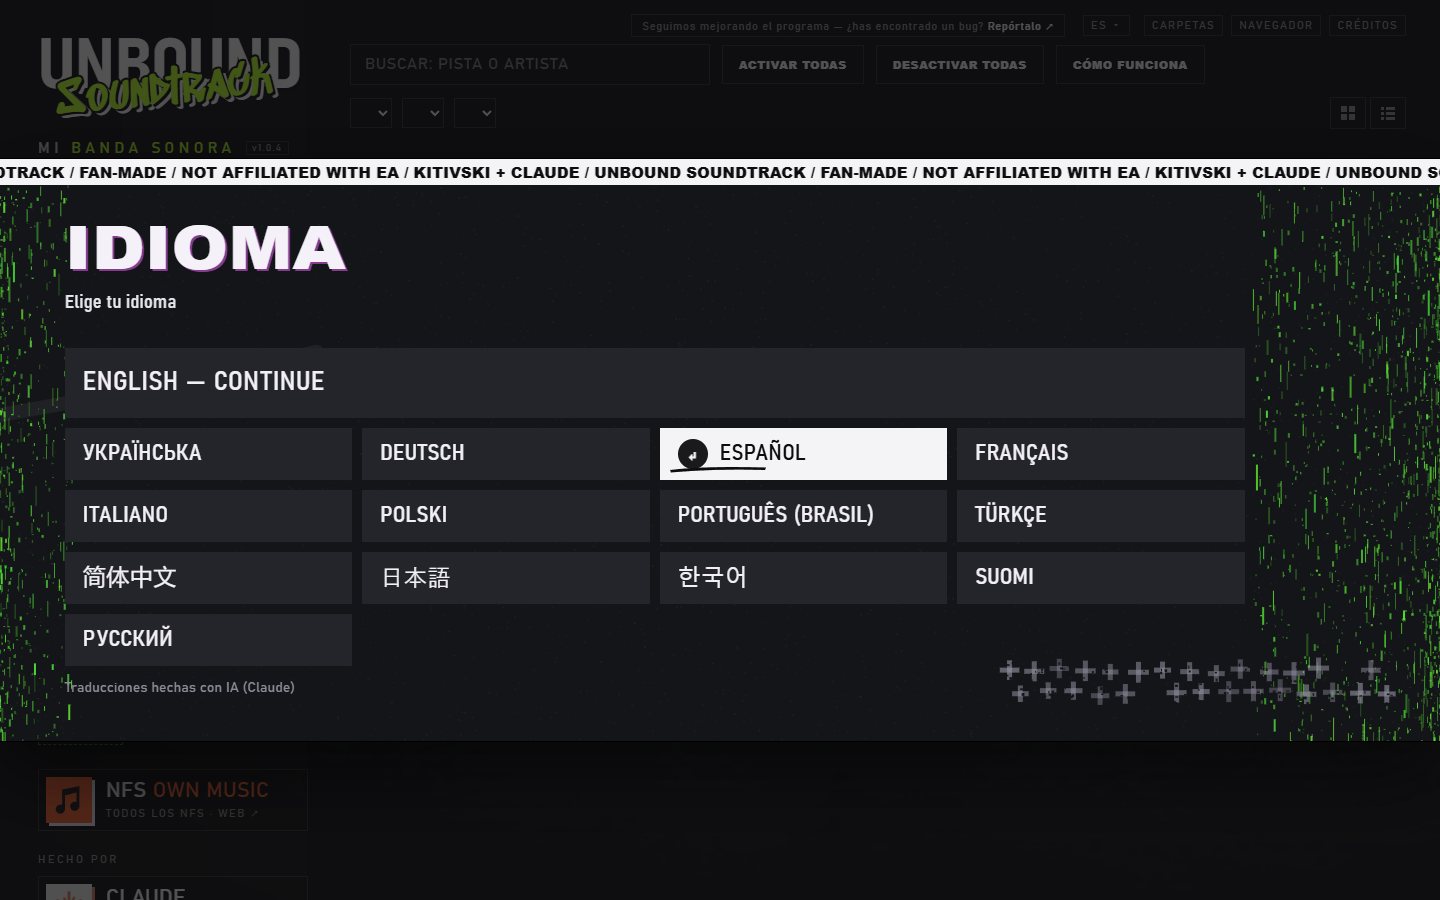 Seguimos mejorando el programa — ¿has encontrado un bug? Repórtalo ↗
ES
CARPETAS
NAVEGADOR
CRÉDITOS
UNBOUND
SOUNDTRACK
BUSCAR: PISTA O ARTISTA
ACTIVAR TODAS
DESACTIVAR TODAS
CÓMO FUNCIONA
MI BANDA SONORA v1.0.4
DTRACK / FAN-MADE / NOT AFFILIATED WITH EA / KITIVSKI + CLAUDE / UNBOUND SOUNDTRACK / FAN-MADE / NOT AFFILIATED WITH EA / KITIVSKI + CLAUDE / UNBOUND S
IDIOMA
Elige tu idioma
ENGLISH — CONTINUE
УКРАЇНСЬКА
DEUTSCH
ESPAÑOL
FRANÇAIS
ITALIANO
POLSKI
PORTUGUÊS (BRASIL)
TÜRKÇE
简体中文
日本語
한국어
SUOMI
РУССКИЙ
Traducciones hechas con IA (Claude)
NFS OWN MUSIC
TODOS LOS NFS · WEB ↗
HECHO POR
CLAUDE